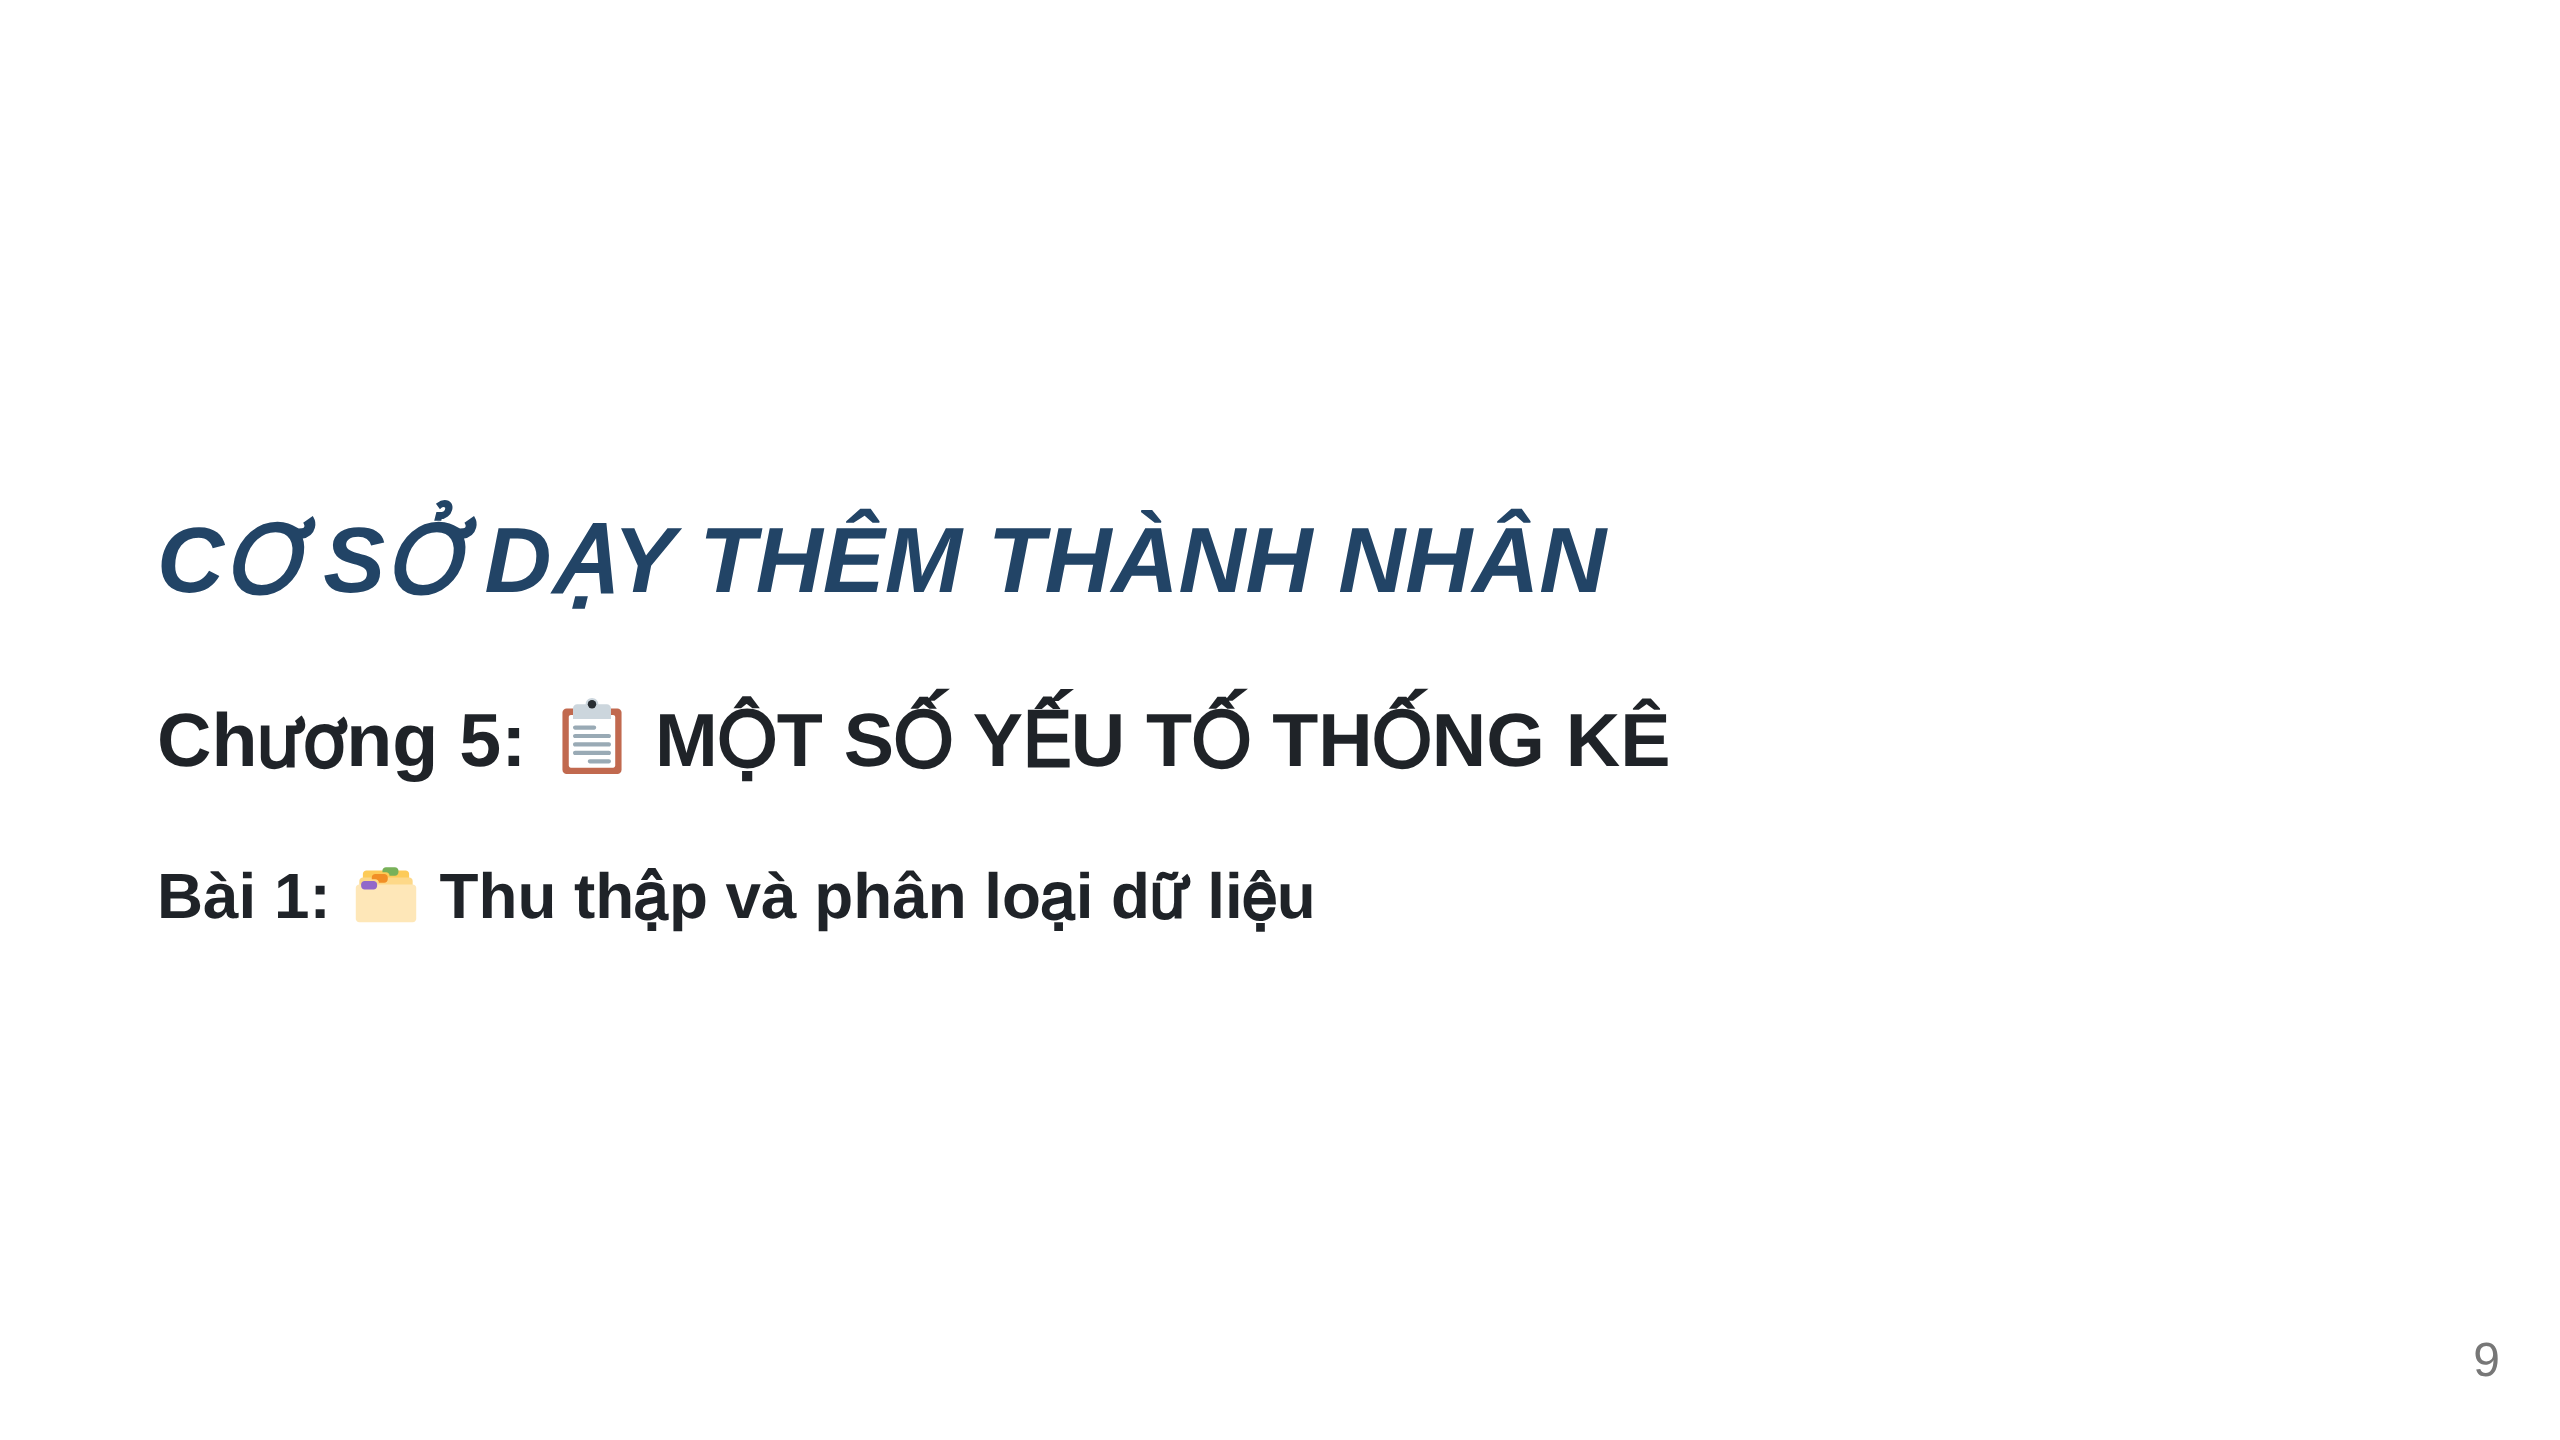 CƠ SỞ DẠY THÊM THÀNH NHÂN
Chương 5: 📋 MỘT SỐ YẾU TỐ THỐNG KÊ
Bài 1: 🗂️ Thu thập và phân loại dữ liệu
9